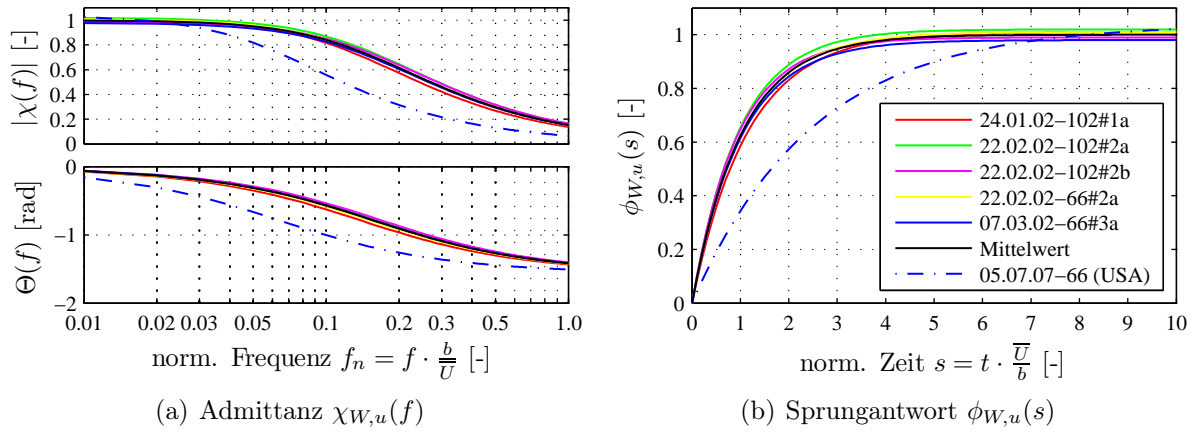 1
0.8
0.6
0.4
0.2
0
|χ(f)| [-]
0
−1
−2
Θ(f) [rad]
0.01 0.02 0.03 0.1 0.2 0.3 0.5 1.0
norm. Frequenz f_n = f · b/U̅ [-]
(a) Admittanz χ_{W,u}(f)
1
0.8
0.6
0.4
0.2
0
ϕ_{W,u}(s) [-]
24.01.02−102#1a
22.02.02−102#2a
22.02.02−102#2b
22.02.02−66#2a
07.03.02−66#3a
Mittelwert
05.07.07−66 (USA)
0 1 2 3 4 5 6 7 8 9 10
norm. Zeit s = t · U̅/b [-]
(b) Sprungantwort ϕ_{W,u}(s)